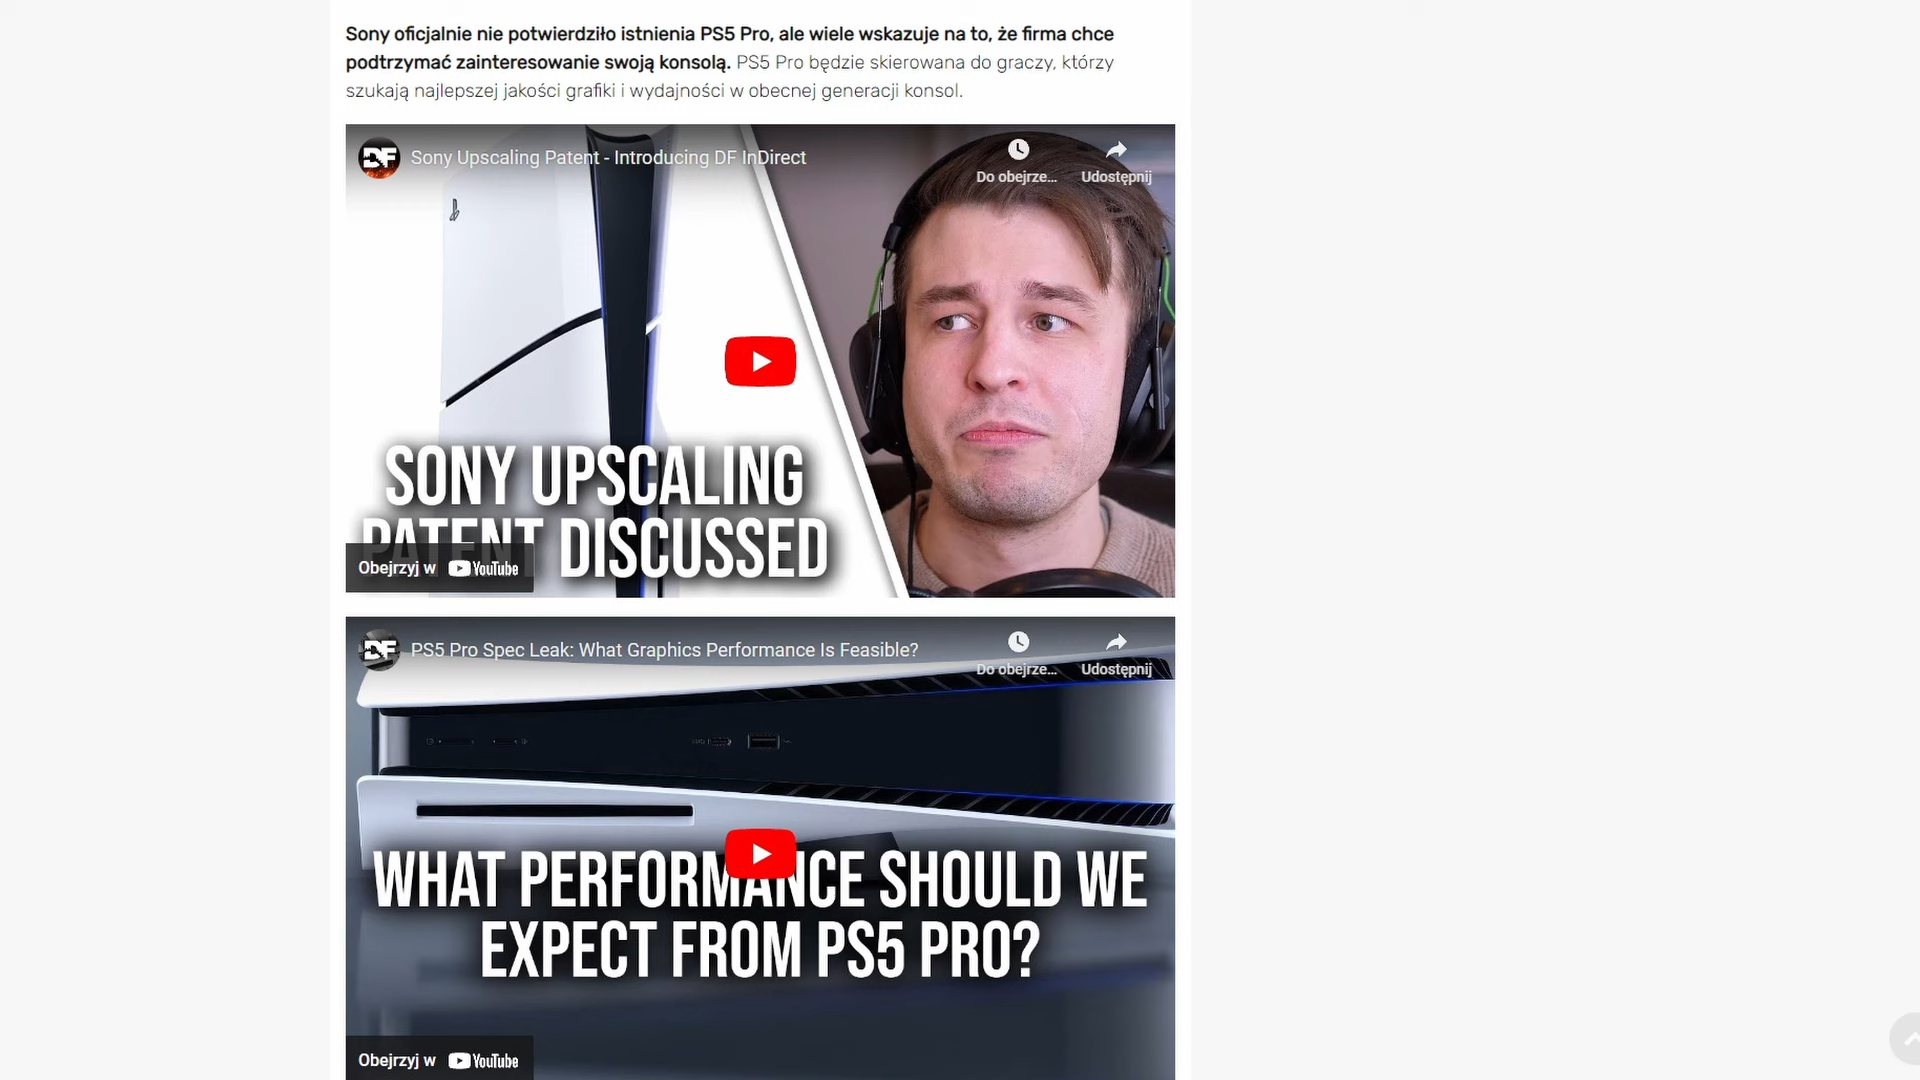 Sony oficjalnie nie potwierdziło istnienia PS5 Pro, ale wiele wskazuje na to, że firma chce
podtrzymać zainteresowanie swoją konsolą. PS5 Pro będzie skierowana do graczy, którzy
szukają najlepszej jakości grafiki i wydajności w obecnej generacji konsol.
DF Sony Upscaling Patent - Introducing DF InDirect
Do obejrze...
Udostępnij
SONY UPSCALING
PATENT DISCUSSED
Obejrzyj w YouTube
DF PS5 Pro Spec Leak: What Graphics Performance Is Feasible?
Do obejrze...
Udostępnij
WHAT PERFORMANCE SHOULD WE
EXPECT FROM PS5 PRO?
Obejrzyj w YouTube